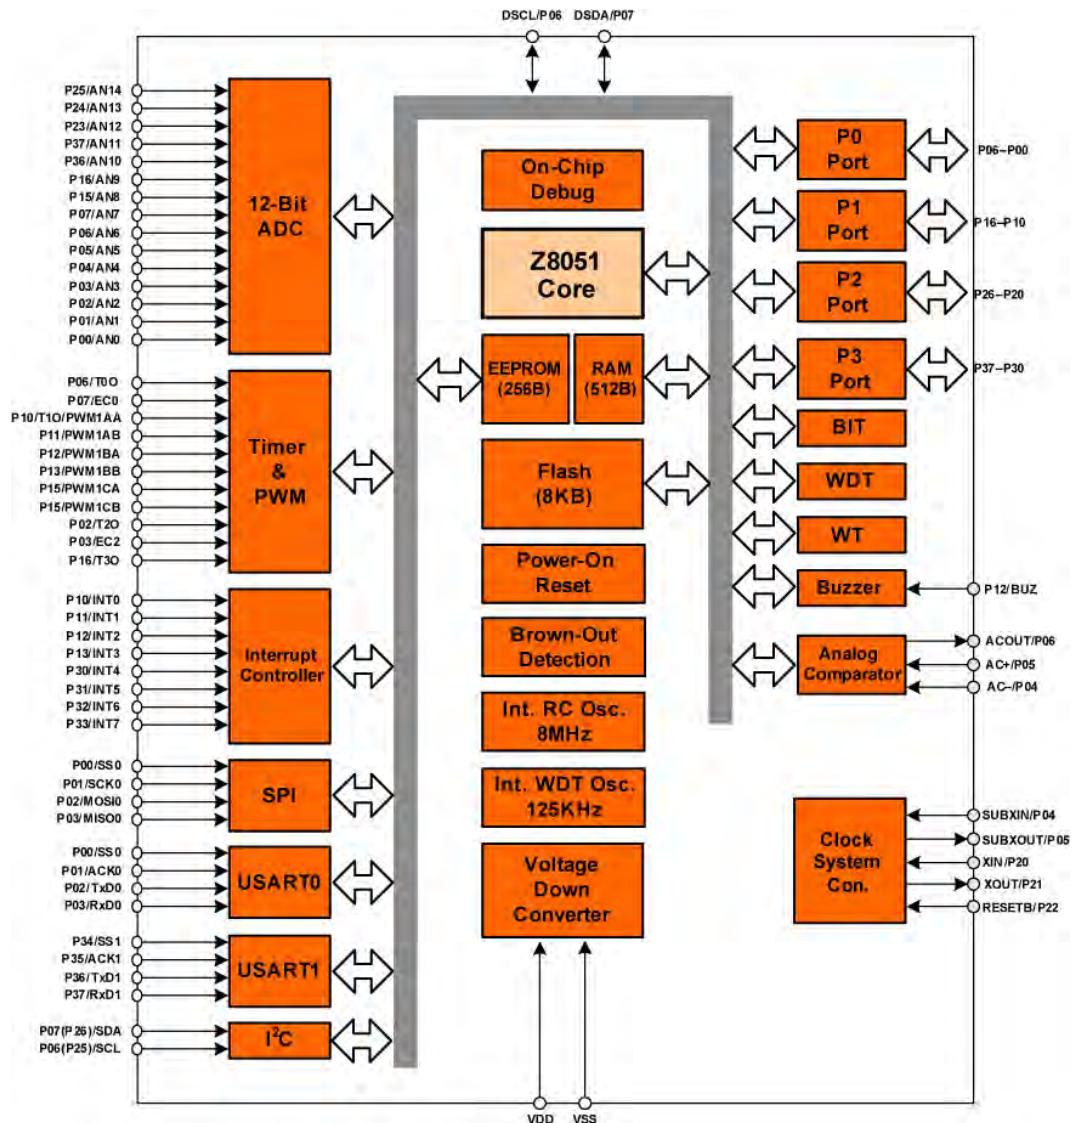 DSCL/P06 DSDA/P07
P25/AN14
P24/AN13
P23/AN12
P37/AN11
P36/AN10
P16/AN9
P15/AN8
P07/AN7
P06/AN6
P05/AN5
P04/AN4
P03/AN3
P02/AN2
P01/AN1
P00/AN0
12-Bit
ADC
P06/T0O
P07/EC0
P10/T1O/PWM1AA
P11/PWM1AB
P12/PWM1BA
P13/PWM1BB
P15/PWM1CA
P15/PWM1CB
P02/T2O
P03/EC2
P16/T3O
Timer
&
PWM
P10/INT0
P11/INT1
P12/INT2
P13/INT3
P30/INT4
P31/INT5
P32/INT6
P33/INT7
Interrupt
Controller
P00/SS0
P01/SCK0
P02/MOSI0
P03/MISO0
SPI
P00/SS0
P01/ACK0
P02/TxD0
P03/RxD0
USART0
P34/SS1
P35/ACK1
P36/TxD1
P37/RxD1
USART1
P07(P26)/SDA
P06(P25)/SCL
I²C
On-Chip
Debug
Z8051
Core
EEPROM
(256B)
RAM
(512B)
Flash
(8KB)
Power-On
Reset
Brown-Out
Detection
Int. RC Osc.
8MHz
Int. WDT Osc.
125KHz
Voltage
Down
Converter
VDD VSS
P0
Port
P06–P00
P1
Port
P16–P10
P2
Port
P26–P20
P3
Port
P37–P30
BIT
WDT
WT
Buzzer
P12/BUZ
Analog
Comparator
ACOUT/P06
AC+/P05
AC–/P04
Clock
System
Con.
SUBXIN/P04
SUBXOUT/P05
XIN/P20
XOUT/P21
RESETB/P22